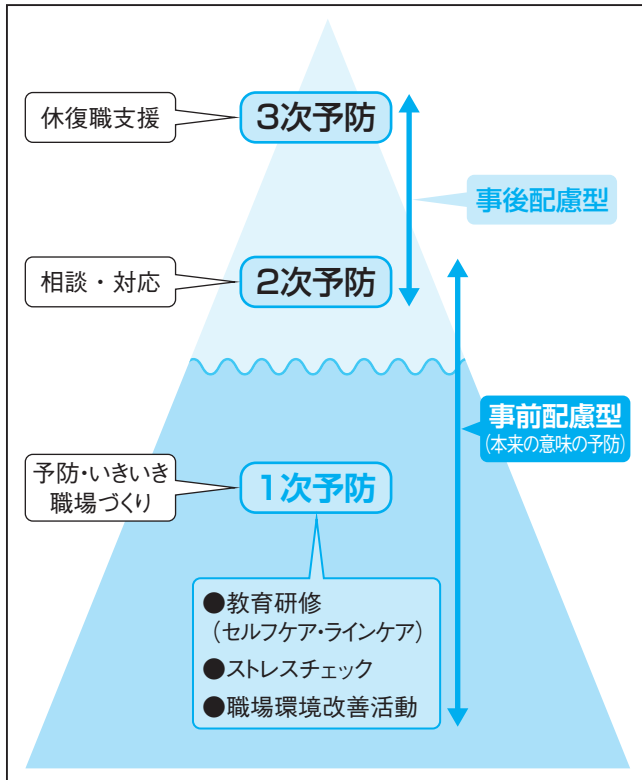 休復職支援
3次予防
事後配慮型
相談・対応
2次予防
事前配慮型
(本来の意味の予防)
予防・いきいき
職場づくり
1次予防
●教育研修
(セルフケア・ラインケア)
●ストレスチェック
●職場環境改善活動